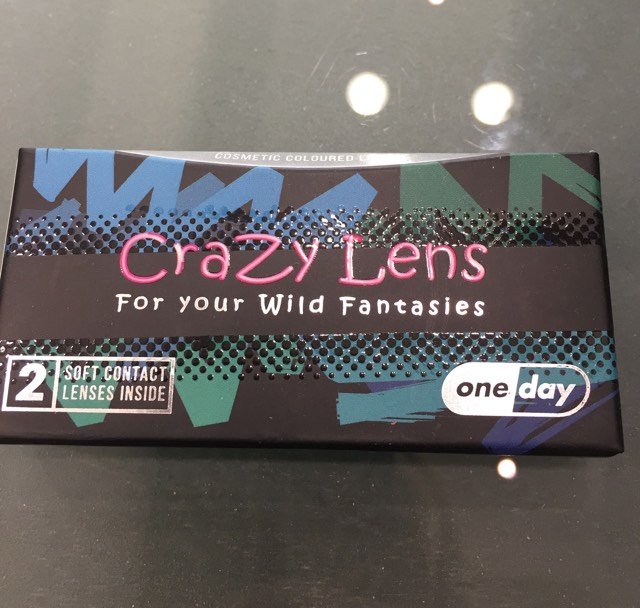 COSMETIC COLOURED
CraZy Lens
For your Wild Fantasies
2
SOFT CONTACT
LENSES INSIDE
one day